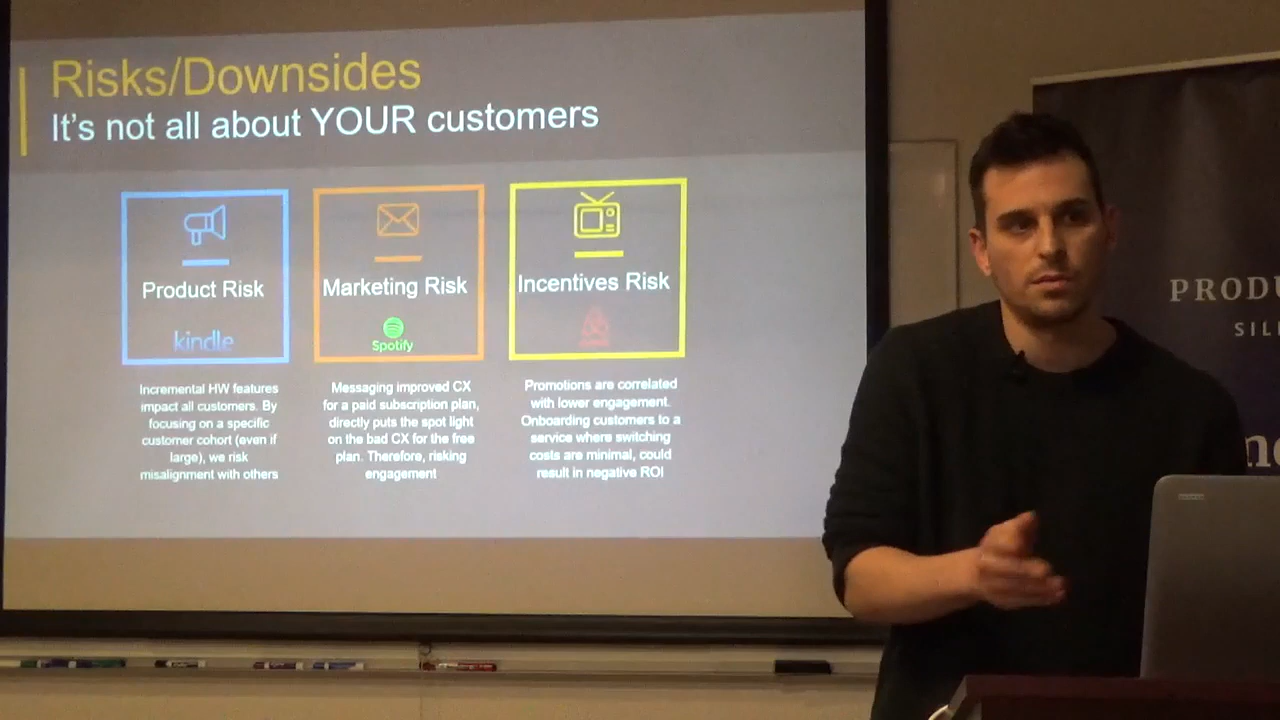 Risks/Downsides
It's not all about YOUR customers
Product Risk
kindle
Incremental HW features
impact all customers. By
focusing on a specific
customer cohort (even if
large), we risk
misalignment with others
Marketing Risk
Spotify
Messaging improved CX
for a paid subscription plan,
directly puts the spot light
on the bad CX for the free
plan. Therefore, risking
engagement
Incentives Risk
Promotions are correlated
with lower engagement.
Onboarding customers to a
service where switching
costs are minimal, could
result in negative ROI
PRODU
SIL